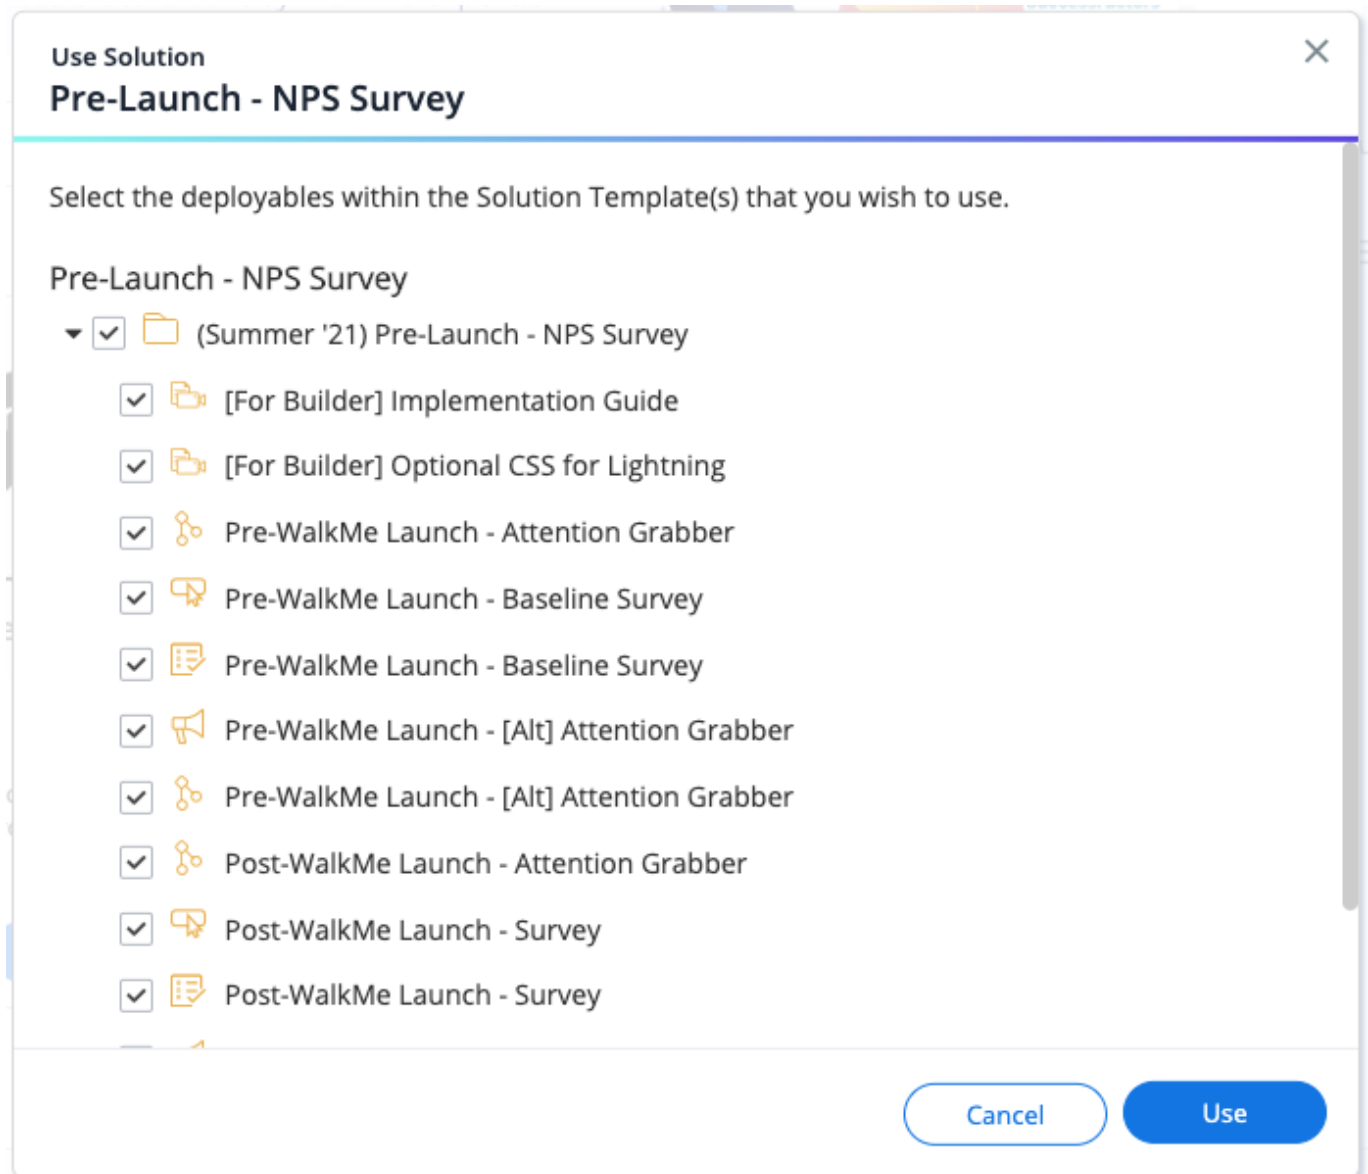 Use Solution
Pre-Launch - NPS Survey
Select the deployables within the Solution Template(s) that you wish to use.
Pre-Launch - NPS Survey
(Summer '21) Pre-Launch - NPS Survey
[For Builder] Implementation Guide
[For Builder] Optional CSS for Lightning
Pre-WalkMe Launch - Attention Grabber
Pre-WalkMe Launch - Baseline Survey
Pre-WalkMe Launch - Baseline Survey
Pre-WalkMe Launch - [Alt] Attention Grabber
Pre-WalkMe Launch - [Alt] Attention Grabber
Post-WalkMe Launch - Attention Grabber
Post-WalkMe Launch - Survey
Post-WalkMe Launch - Survey
Cancel
Use